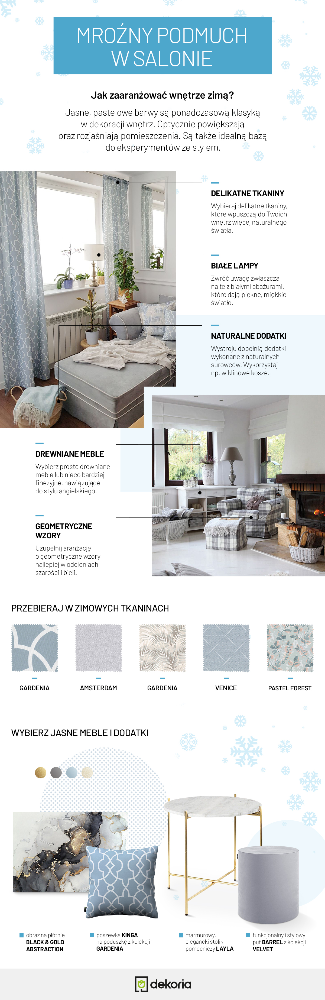 MROŹNY PODMUCH
W SALONIE
Jak zaaranżować wnętrze zimą?
Jasne, pastelowe barwy są ponadczasową klasyką
w dekoracji wnętrz. Optycznie powiększają
oraz rozjaśniają pomieszczenia. Są także idealną bazą
do eksperymentów ze stylem.
DELIKATNE TKANINY
Wybieraj delikatne tkaniny,
które wpuszczą do Twoich
wnętrz więcej naturalnego
światła.
BIAŁE LAMPY
Zwróć uwagę zwłaszcza
na te z białymi abażurami,
które dają piękne, miękkie
światło.
NATURALNE DODATKI
Wystroju dopełnią dodatki
wykonane z naturalnych
surowców. Wykorzystaj
np. wiklinowe kosze.
DREWNIANE MEBLE
Wybierz proste drewniane
meble lub nieco bardziej
finezyjne, nawiązujące
do stylu angielskiego.
GEOMETRYCZNE
WZORY
Uzupełnij aranżację
o geometryczne wzory,
najlepiej w odcieniach
szarości i bieli.
PRZEBIERAJ W ZIMOWYCH TKANINACH
GARDENIA
AMSTERDAM
GARDENIA
VENICE
PASTEL FOREST
WYBIERZ JASNE MEBLE I DODATKI
obraz na płótnie
BLACK & GOLD
ABSTRACTION
poszewka KINGA
na poduszkę z kolekcji
GARDENIA
marmurowy,
elegancki stolik
pomocniczy LAYLA
funkcjonalny i stylowy
puf BARREL z kolekcji
VELVET
dekoria